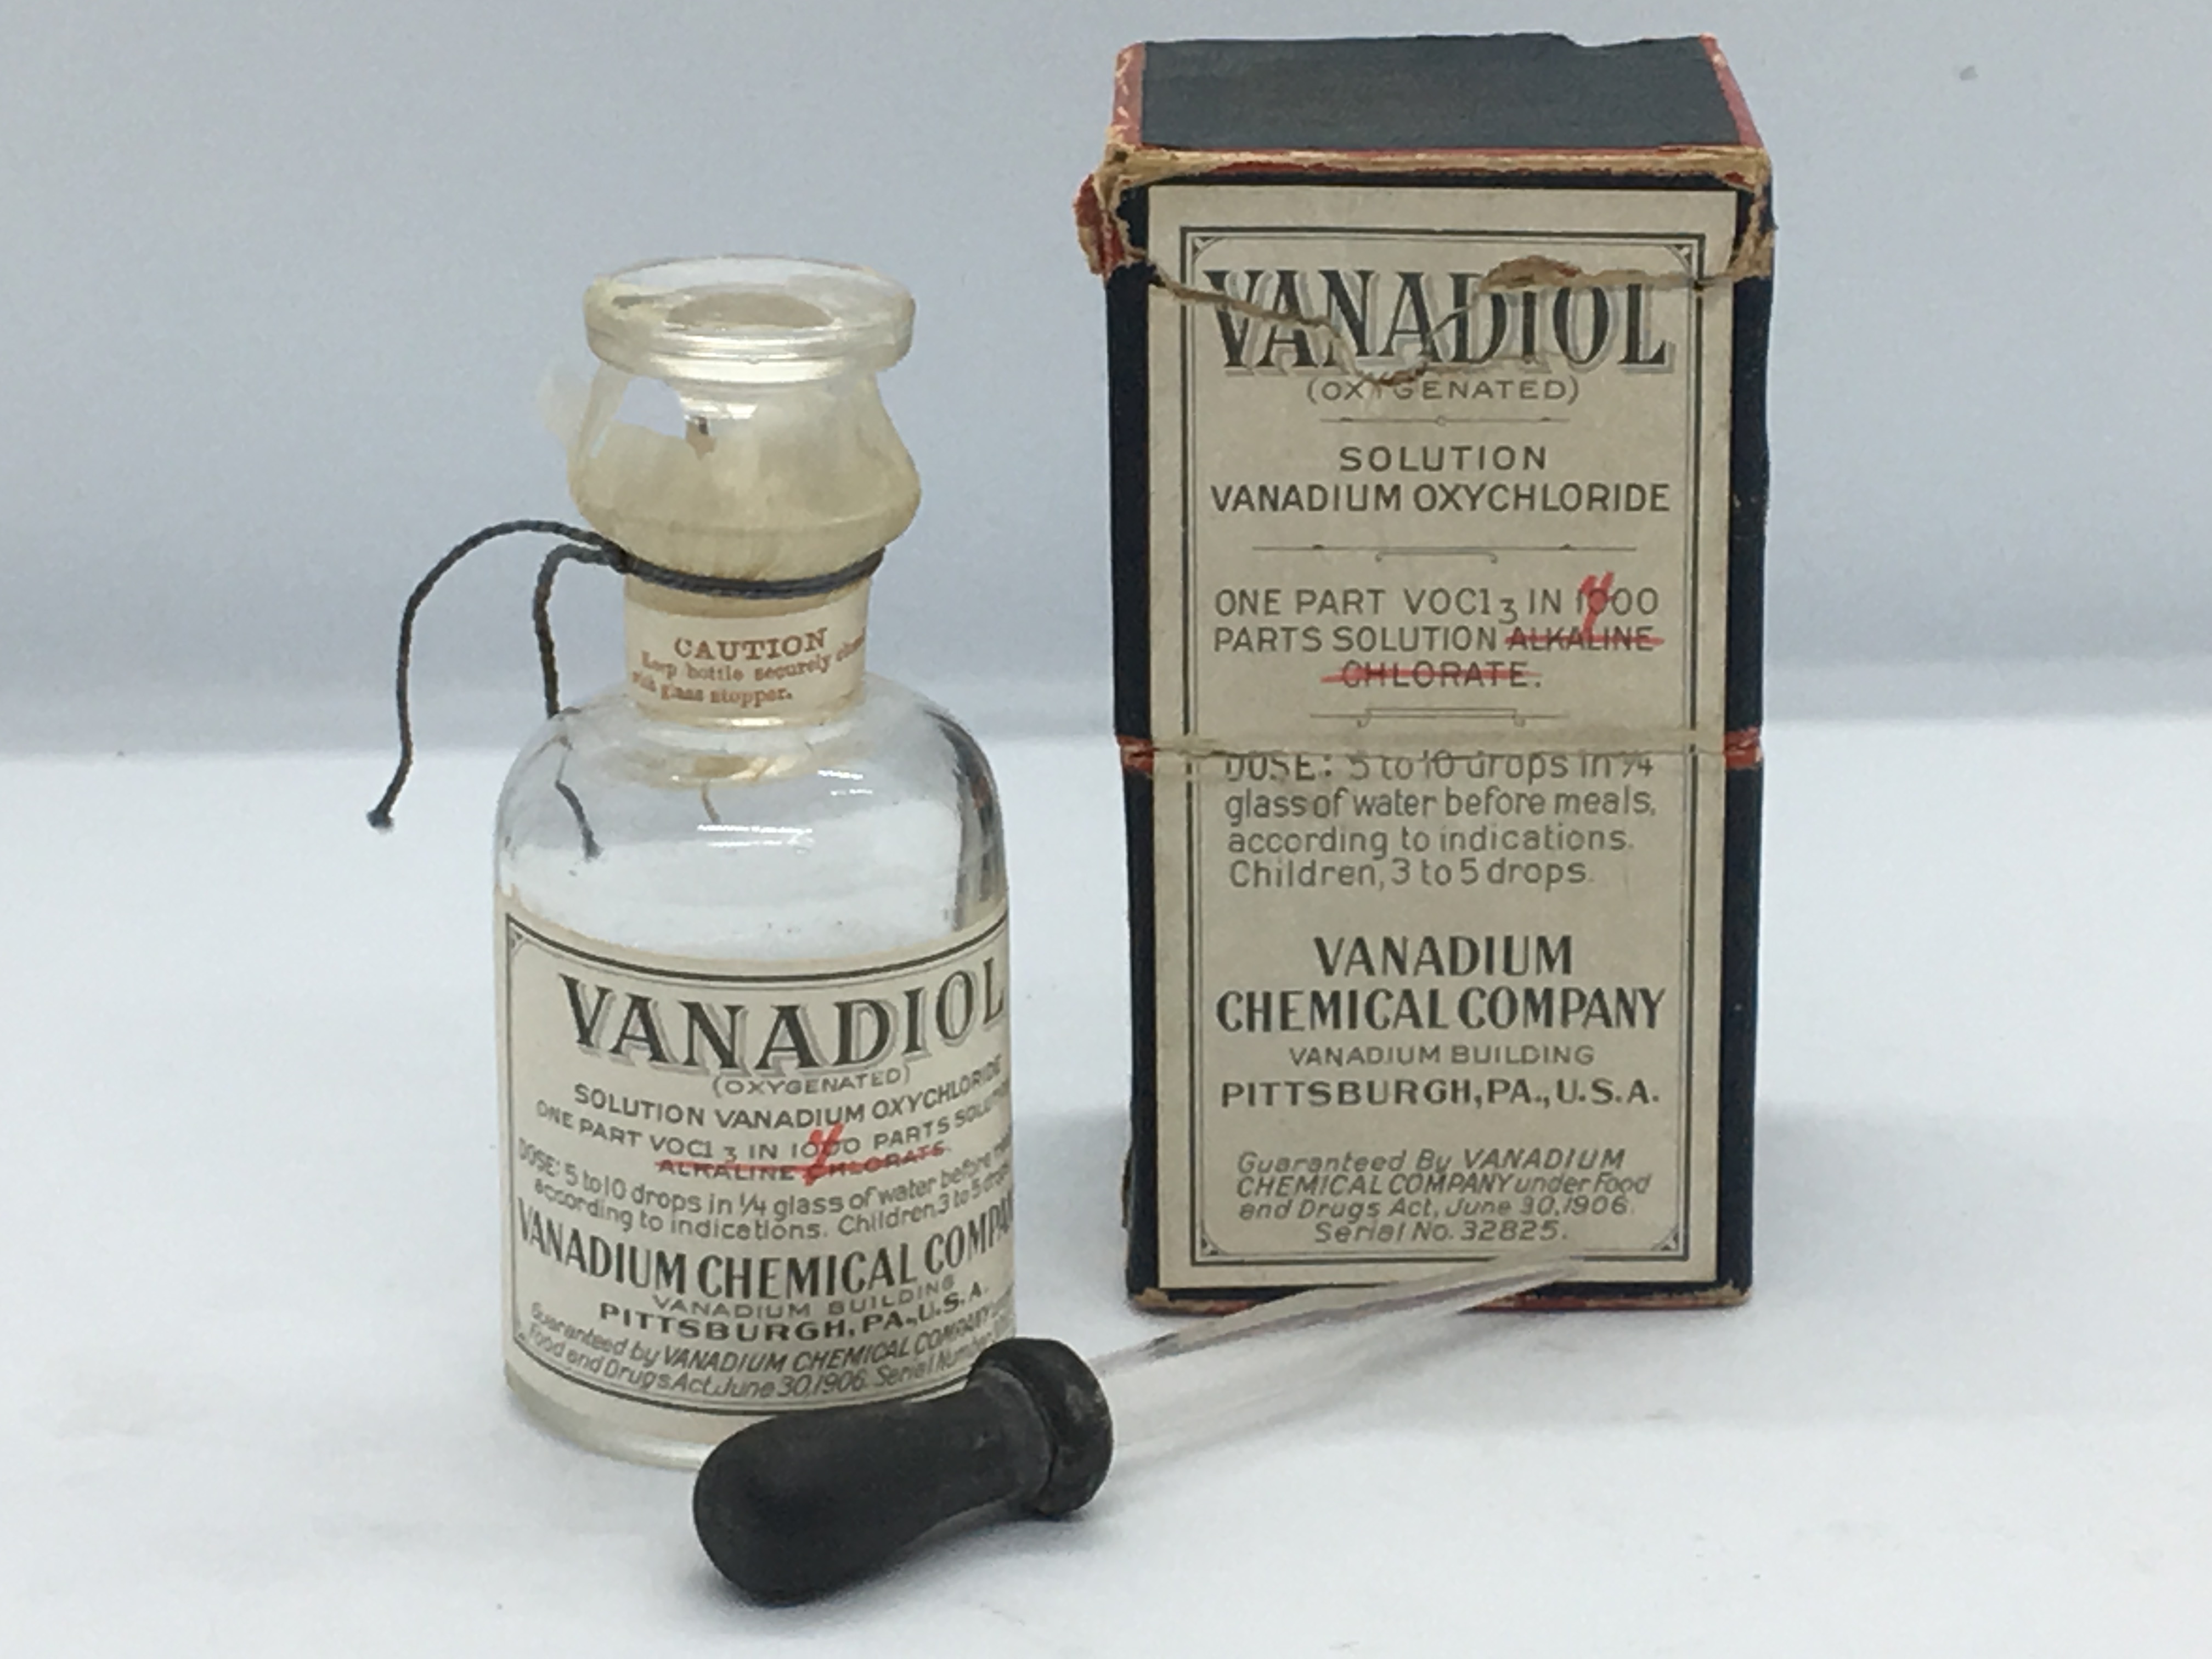 CAUTION
Keep bottle securely
with glass stopper.
VANADIOL
(OXYGENATED)
SOLUTION VANADIUM OXYCHLORIDE
ONE PART VOCl 3 IN 1000 PARTS SOLUTION
ALKALINE CHLORATE.
DOSE: 5 to 10 drops in 1/4 glass of water before
according to indications. Children, 3 to 5 drops
VANADIUM CHEMICAL
VANADIUM BUILDING
PITTSBURGH, PA., U.S.A.
Guaranteed by VANADIUM CHEMICAL COMPANY
Food and Drugs Act, June 30, 1906. Serial
VANADIOL
(OXYGENATED)
SOLUTION
VANADIUM OXYCHLORIDE
ONE PART VOCl3 IN 1000
PARTS SOLUTION ALKALINE
CHLORATE.
DOSE: 5 to 10 drops in 1/4
glass of water before meals,
according to indications.
Children, 3 to 5 drops.
VANADIUM
CHEMICAL COMPANY
VANADIUM BUILDING
PITTSBURGH, PA., U.S.A.
Guaranteed By VANADIUM
CHEMICAL COMPANY under Food
and Drugs Act, June 30, 1906.
Serial No. 32825.